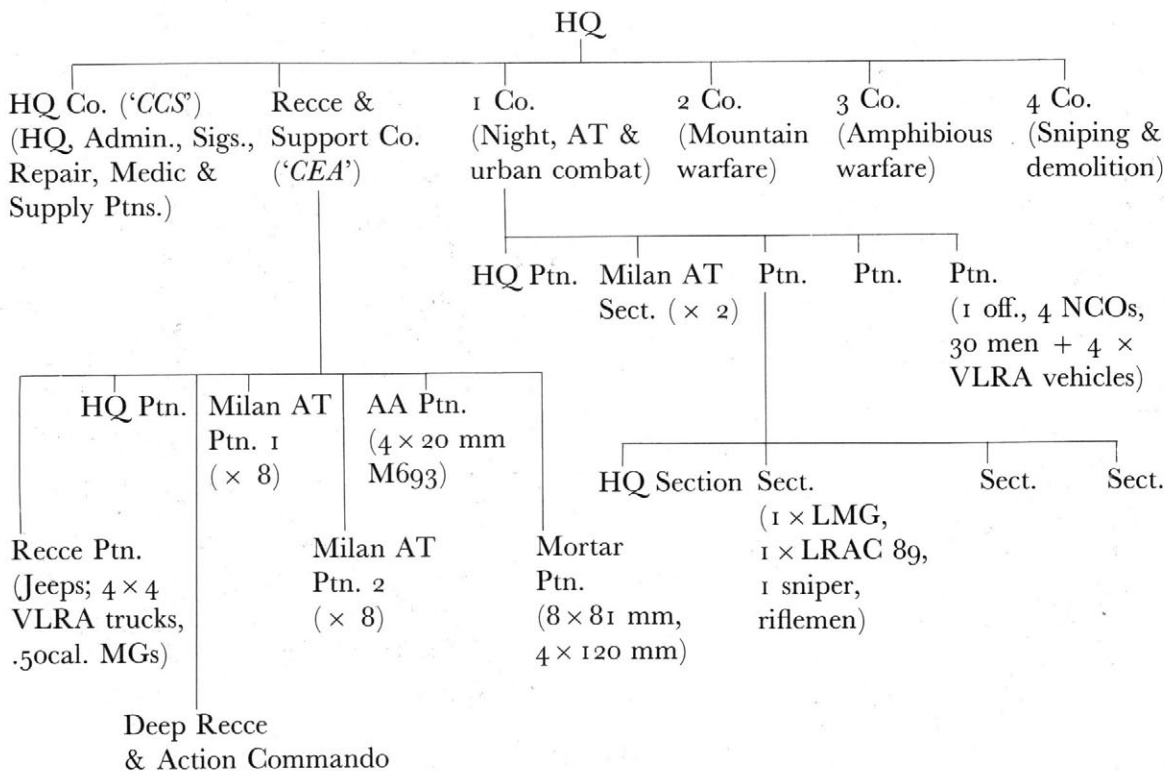 HQ
HQ Co. (‘CCS’)
(HQ, Admin., Sigs.,
Repair, Medic &
Supply Ptns.)
Recce &
Support Co.
(‘CEA’)
1 Co.
(Night, AT &
urban combat)
2 Co.
(Mountain
warfare)
3 Co.
(Amphibious
warfare)
4 Co.
(Sniping &
demolition)
HQ Ptn.
Milan AT
Sect. (× 2)
Ptn.
Ptn.
Ptn.
(1 off., 4 NCOs,
30 men + 4 ×
VLRA vehicles)
HQ Ptn.
Milan AT
Ptn. 1
(× 8)
AA Ptn.
(4 × 20 mm
M693)
HQ Section
Sect.
(1 × LMG,
1 × LRAC 89,
1 sniper,
riflemen)
Sect.
Sect.
Recce Ptn.
(Jeeps; 4 × 4
VLRA trucks,
.50cal. MGs)
Milan AT
Ptn. 2
(× 8)
Mortar
Ptn.
(8 × 81 mm,
4 × 120 mm)
Deep Recce
& Action Commando